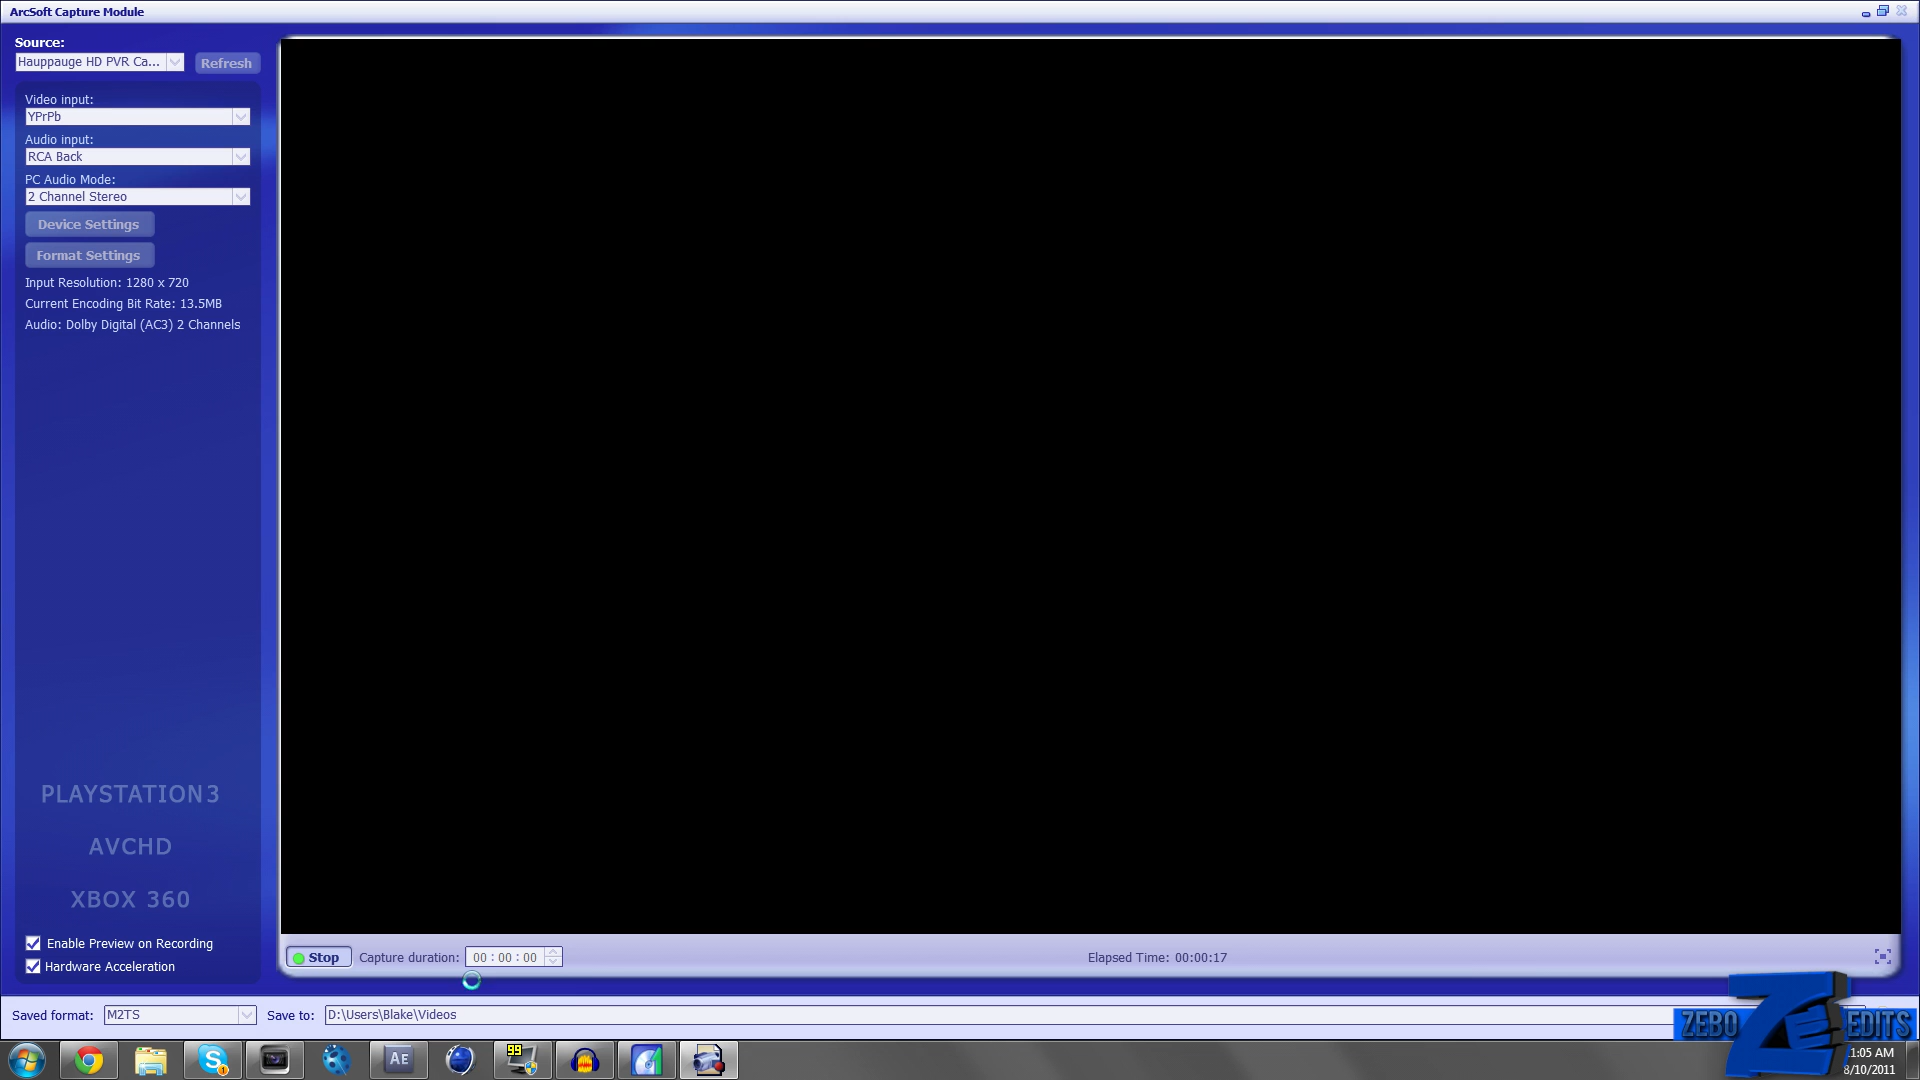 ArcSoft Capture Module
Source:
Hauppauge HD PVR Ca...
Refresh
Video input:
YPrPb
Audio input:
RCA Back
PC Audio Mode:
2 Channel Stereo
Device Settings
Format Settings
Input Resolution: 1280 x 720
Current Encoding Bit Rate: 13.5MB
Audio: Dolby Digital (AC3) 2 Channels
PLAYSTATION3
AVCHD
XBOX 360
Enable Preview on Recording
Hardware Acceleration
Stop
Capture duration:
00 : 00 : 00
Elapsed Time: 00:00:17
Saved format:
M2TS
Save to:
D:\Users\Blake\Videos
ZEBO Z EDITS
Ae
99
1:05 AM
8/10/2011